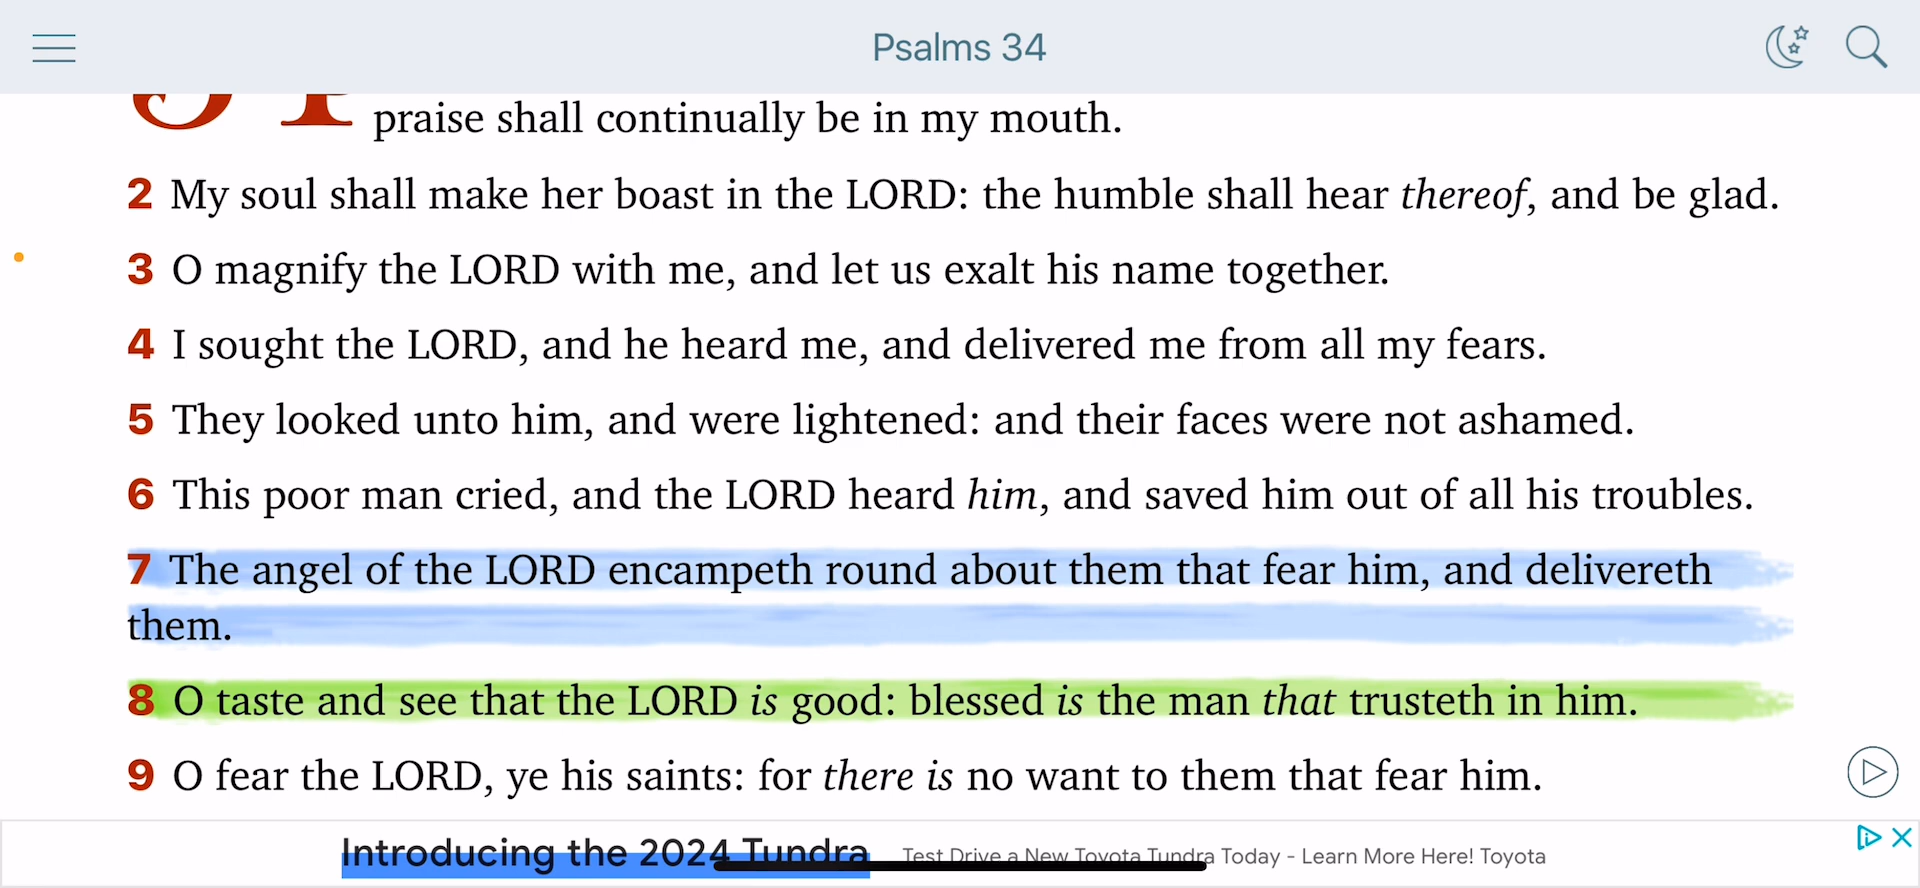 Psalms 34
praise shall continually be in my mouth.
2 My soul shall make her boast in the LORD: the humble shall hear thereof, and be glad.
3 O magnify the LORD with me, and let us exalt his name together.
4 I sought the LORD, and he heard me, and delivered me from all my fears.
5 They looked unto him, and were lightened: and their faces were not ashamed.
6 This poor man cried, and the LORD heard him, and saved him out of all his troubles.
7 The angel of the LORD encampeth round about them that fear him, and delivereth
them.
8 O taste and see that the LORD is good: blessed is the man that trusteth in him.
9 O fear the LORD, ye his saints: for there is no want to them that fear him.
Introducing the 2024 Tundra Test Drive a New Toyota Tundra Today - Learn More Here! Toyota